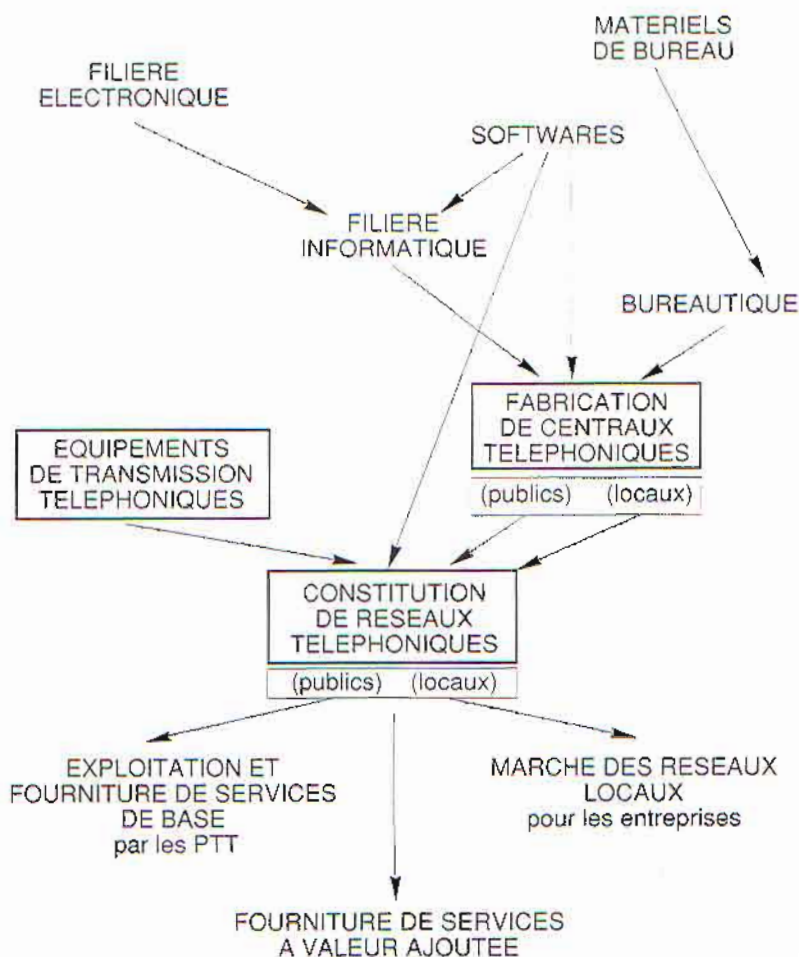 MATERIELS
DE BUREAU
FILIERE
ELECTRONIQUE
SOFTWARES
FILIERE
INFORMATIQUE
BUREAUTIQUE
FABRICATION
DE CENTRAUX
TELEPHONIQUES
(publics) (locaux)
EQUIPEMENTS
DE TRANSMISSION
TELEPHONIQUES
CONSTITUTION
DE RESEAUX
TELEPHONIQUES
(publics) (locaux)
EXPLOITATION ET
FOURNITURE DE SERVICES
DE BASE
par les PTT
MARCHE DES RESEAUX
LOCAUX
pour les entreprises
FOURNITURE DE SERVICES
A VALEUR AJOUTEE